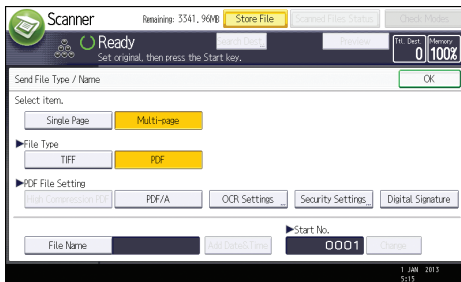 Scanner Remaining: 3341, 96MB Store File Scanned Files Status Check Modes
Ready Search Dest. Preview Ttl. Dest. Memory
Set original, then press the Start key. 0 100%
Send File Type / Name OK
Select item.
Single Page Multi-page
▶File Type
TIFF PDF
▶PDF File Setting
High Compression PDF PDF/A OCR Settings Security Settings Digital Signature
▶Start No.
File Name Add Date&Time 0001 Change
1 JAN 2013
5:15